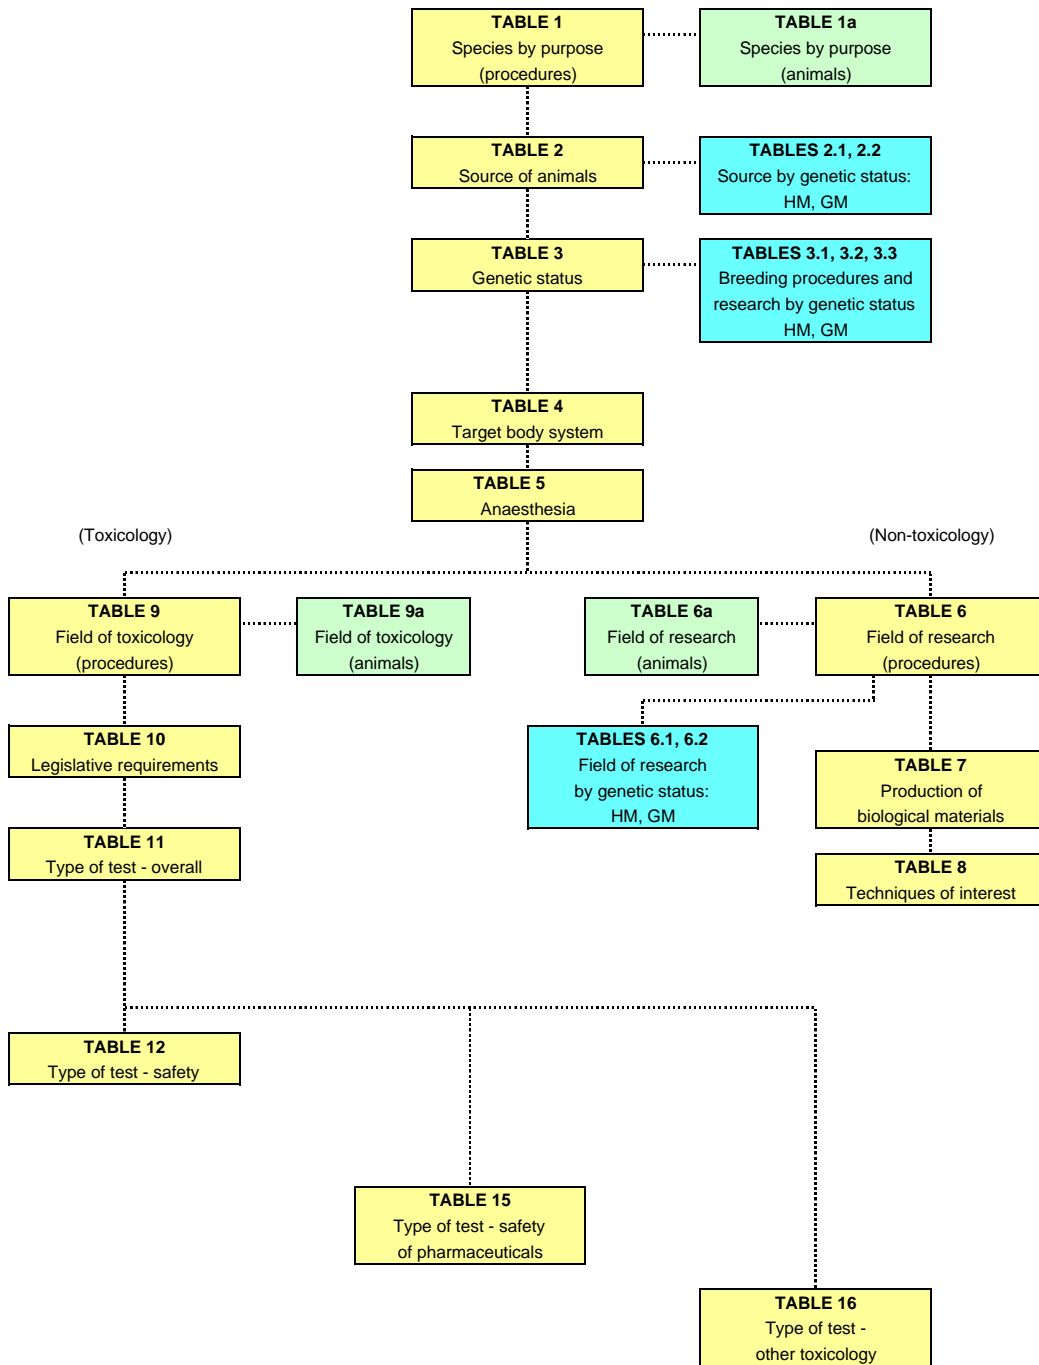 TABLE 1
Species by purpose
(procedures)
TABLE 1a
Species by purpose
(animals)
TABLE 2
Source of animals
TABLES 2.1, 2.2
Source by genetic status:
HM, GM
TABLE 3
Genetic status
TABLES 3.1, 3.2, 3.3
Breeding procedures and
research by genetic status
HM, GM
TABLE 4
Target body system
TABLE 5
Anaesthesia
(Toxicology)
(Non-toxicology)
TABLE 9
Field of toxicology
(procedures)
TABLE 9a
Field of toxicology
(animals)
TABLE 6a
Field of research
(animals)
TABLE 6
Field of research
(procedures)
TABLE 10
Legislative requirements
TABLES 6.1, 6.2
Field of research
by genetic status:
HM, GM
TABLE 7
Production of
biological materials
TABLE 11
Type of test - overall
TABLE 8
Techniques of interest
TABLE 12
Type of test - safety
TABLE 15
Type of test - safety
of pharmaceuticals
TABLE 16
Type of test -
other toxicology